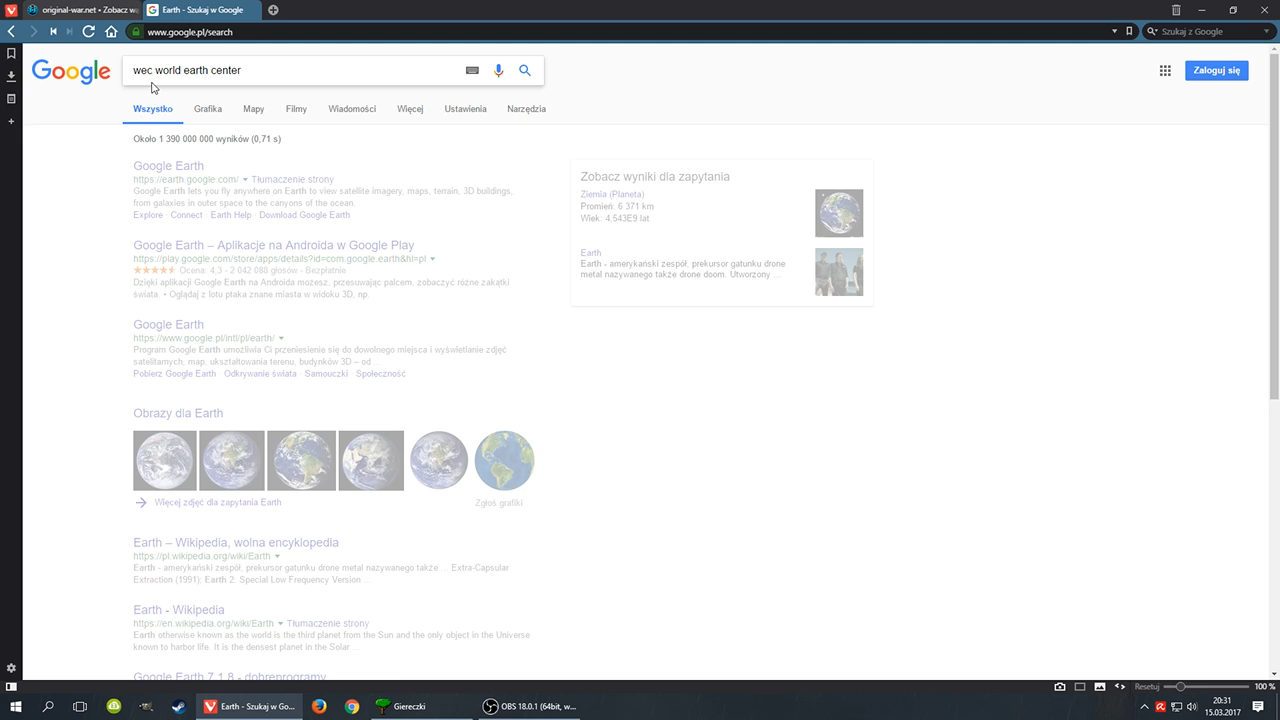 original-war.net • Zobacz w
Earth - Szukaj w Google
www.google.pl/search
Szukaj z Google
Google
wec world earth center
Zaloguj się
Wszystko Grafika Mapy Filmy Wiadomości Więcej Ustawienia Narzędzia
Około 1 390 000 000 wyników (0,71 s)
Google Earth
https://earth.google.com/ Tłumaczenie strony
Google Earth lets you fly anywhere on Earth to view satellite imagery, maps, terrain, 3D buildings,
from galaxies in outer space to the canyons of the ocean.
Explore · Connect · Earth Help · Download Google Earth
Google Earth – Aplikacje na Androida w Google Play
https://play.google.com/store/apps/details?id=com.google.earth&hl=pl
Ocena: 4,3 - 2 042 088 głosów - Bezpłatnie
Dzięki aplikacji Google Earth na Androida możesz, przesuwając palcem, zobaczyć różne zakątki
świata. • Oglądaj z lotu ptaka znane miasta w widoku 3D, np.
Google Earth
https://www.google.pl/intl/pl/earth/
Program Google Earth umożliwia Ci przeniesienie się do dowolnego miejsca i wyświetlanie zdjęć
satelitarnych, map, ukształtowania terenu, budynków 3D – od
Pobierz Google Earth · Odkrywanie świata · Samouczki · Społeczność
Obrazy dla Earth
Więcej zdjęć dla zapytania Earth
Zgłoś grafiki
Earth – Wikipedia, wolna encyklopedia
https://pl.wikipedia.org/wiki/Earth
Earth - amerykański zespół, prekursor gatunku drone metal nazywanego także ... Extra-Capsular
Extraction (1991); Earth 2: Special Low Frequency Version ...
Earth - Wikipedia
https://en.wikipedia.org/wiki/Earth Tłumaczenie strony
Earth otherwise known as the world is the third planet from the Sun and the only object in the Universe
known to harbor life. It is the densest planet in the Solar ...
Google Earth 7.1.8 - dobreprogramy
Zobacz wyniki dla zapytania
Ziemia (Planeta)
Promień: 6 371 km
Wiek: 4,543E9 lat
Earth
Earth - amerykański zespół, prekursor gatunku drone
metal nazywanego także drone doom. Utworzony ...
Resetuj 100 %
Earth - Szukaj w Go...
Giereczki
OBS 18.0.1 (64bit, w...
20:31
15.03.2017